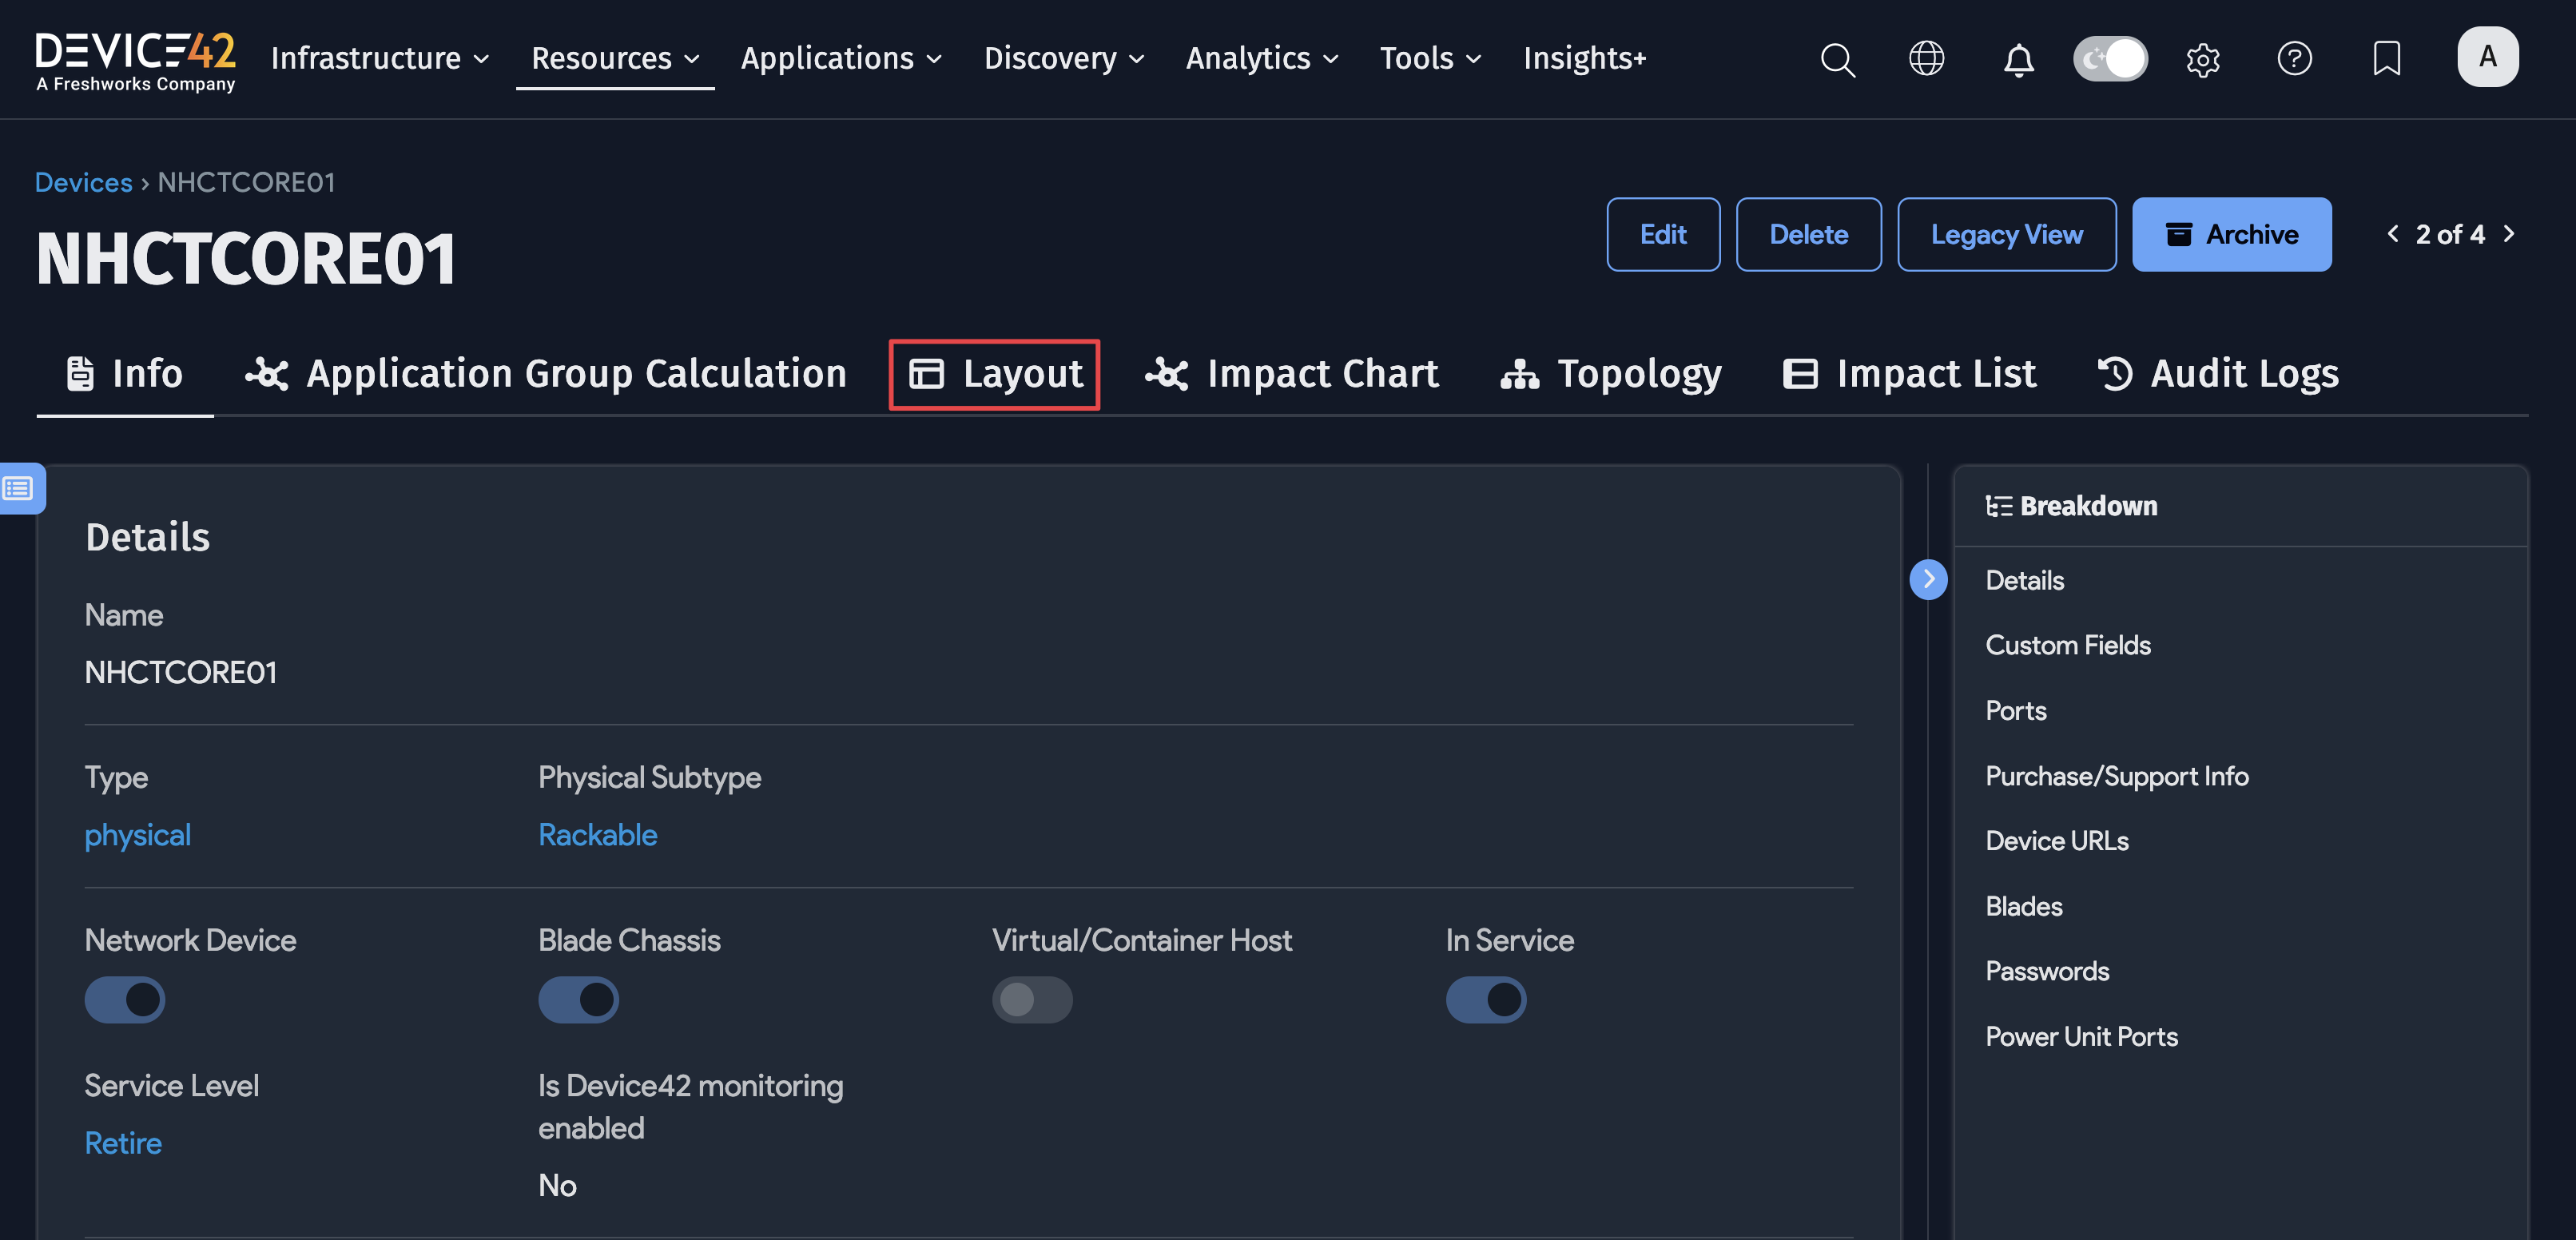 DEVICE42
A Freshworks Company
Infrastructure
Resources
Applications
Discovery
Analytics
Tools
Insights+
A
Devices › NHCTCORE01
NHCTCORE01
Edit
Delete
Legacy View
Archive
2 of 4
Info
Application Group Calculation
Layout
Impact Chart
Topology
Impact List
Audit Logs
Details
Name
NHCTCORE01
Type
Physical Subtype
physical
Rackable
Network Device
Blade Chassis
Virtual/Container Host
In Service
Service Level
Is Device42 monitoring
enabled
Retire
No
Breakdown
Details
Custom Fields
Ports
Purchase/Support Info
Device URLs
Blades
Passwords
Power Unit Ports